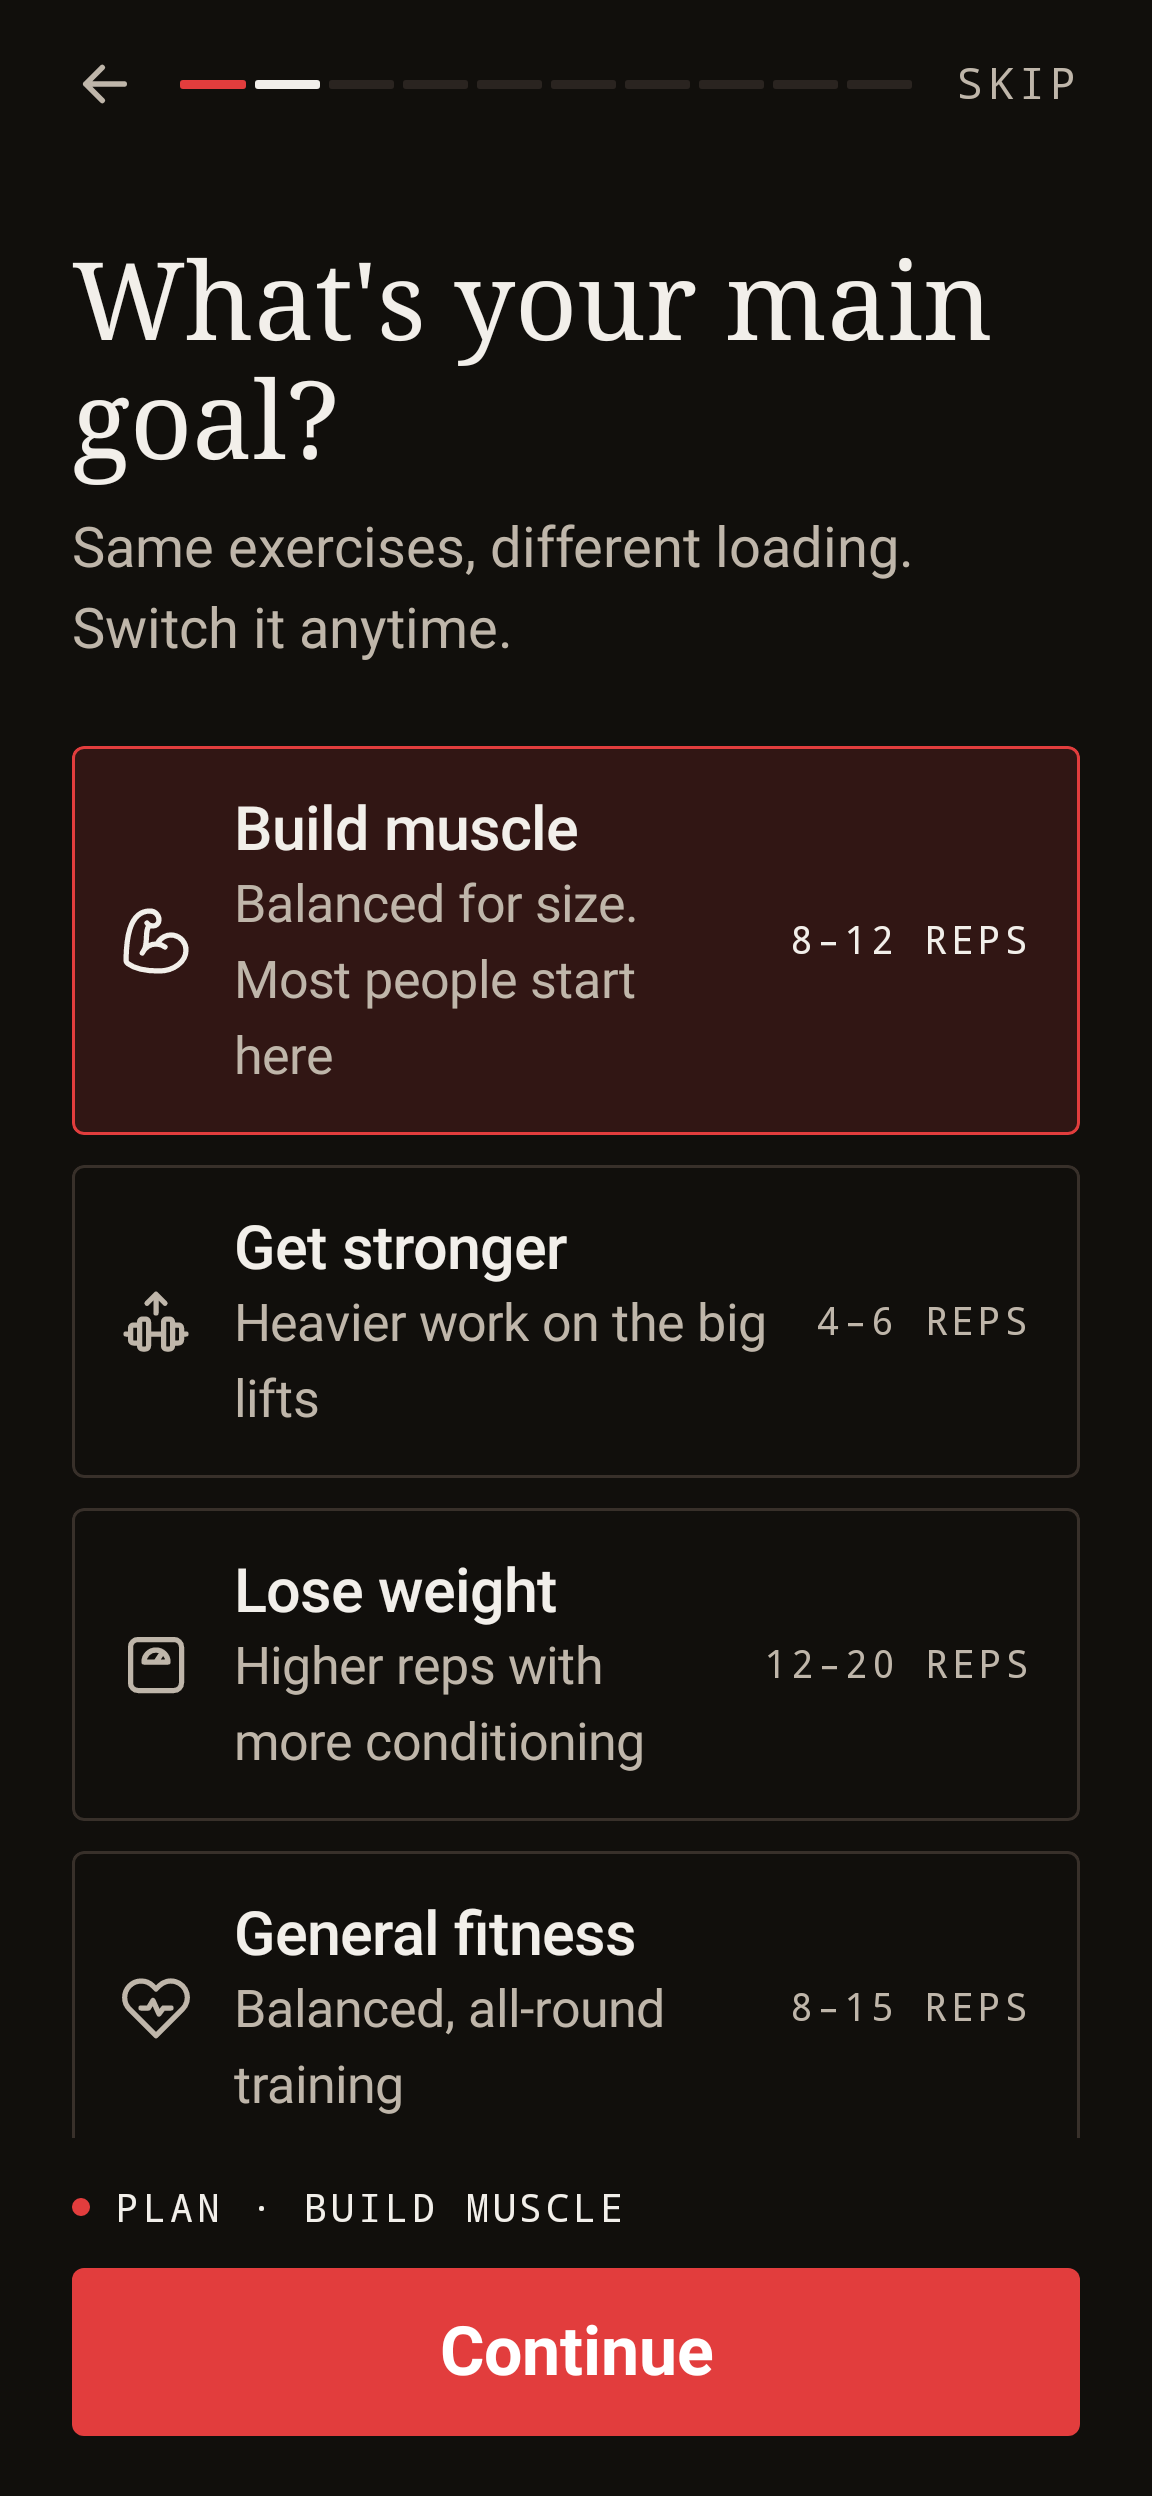 SKIP
What's your main
goal?
Same exercises, different loading.
Switch it anytime.
Build muscle
Balanced for size.
Most people start
here
8–12 REPS
Get stronger
Heavier work on the big
lifts
4–6 REPS
Lose weight
Higher reps with
more conditioning
12–20 REPS
General fitness
Balanced, all-round
training
8–15 REPS
PLAN · BUILD MUSCLE
Continue